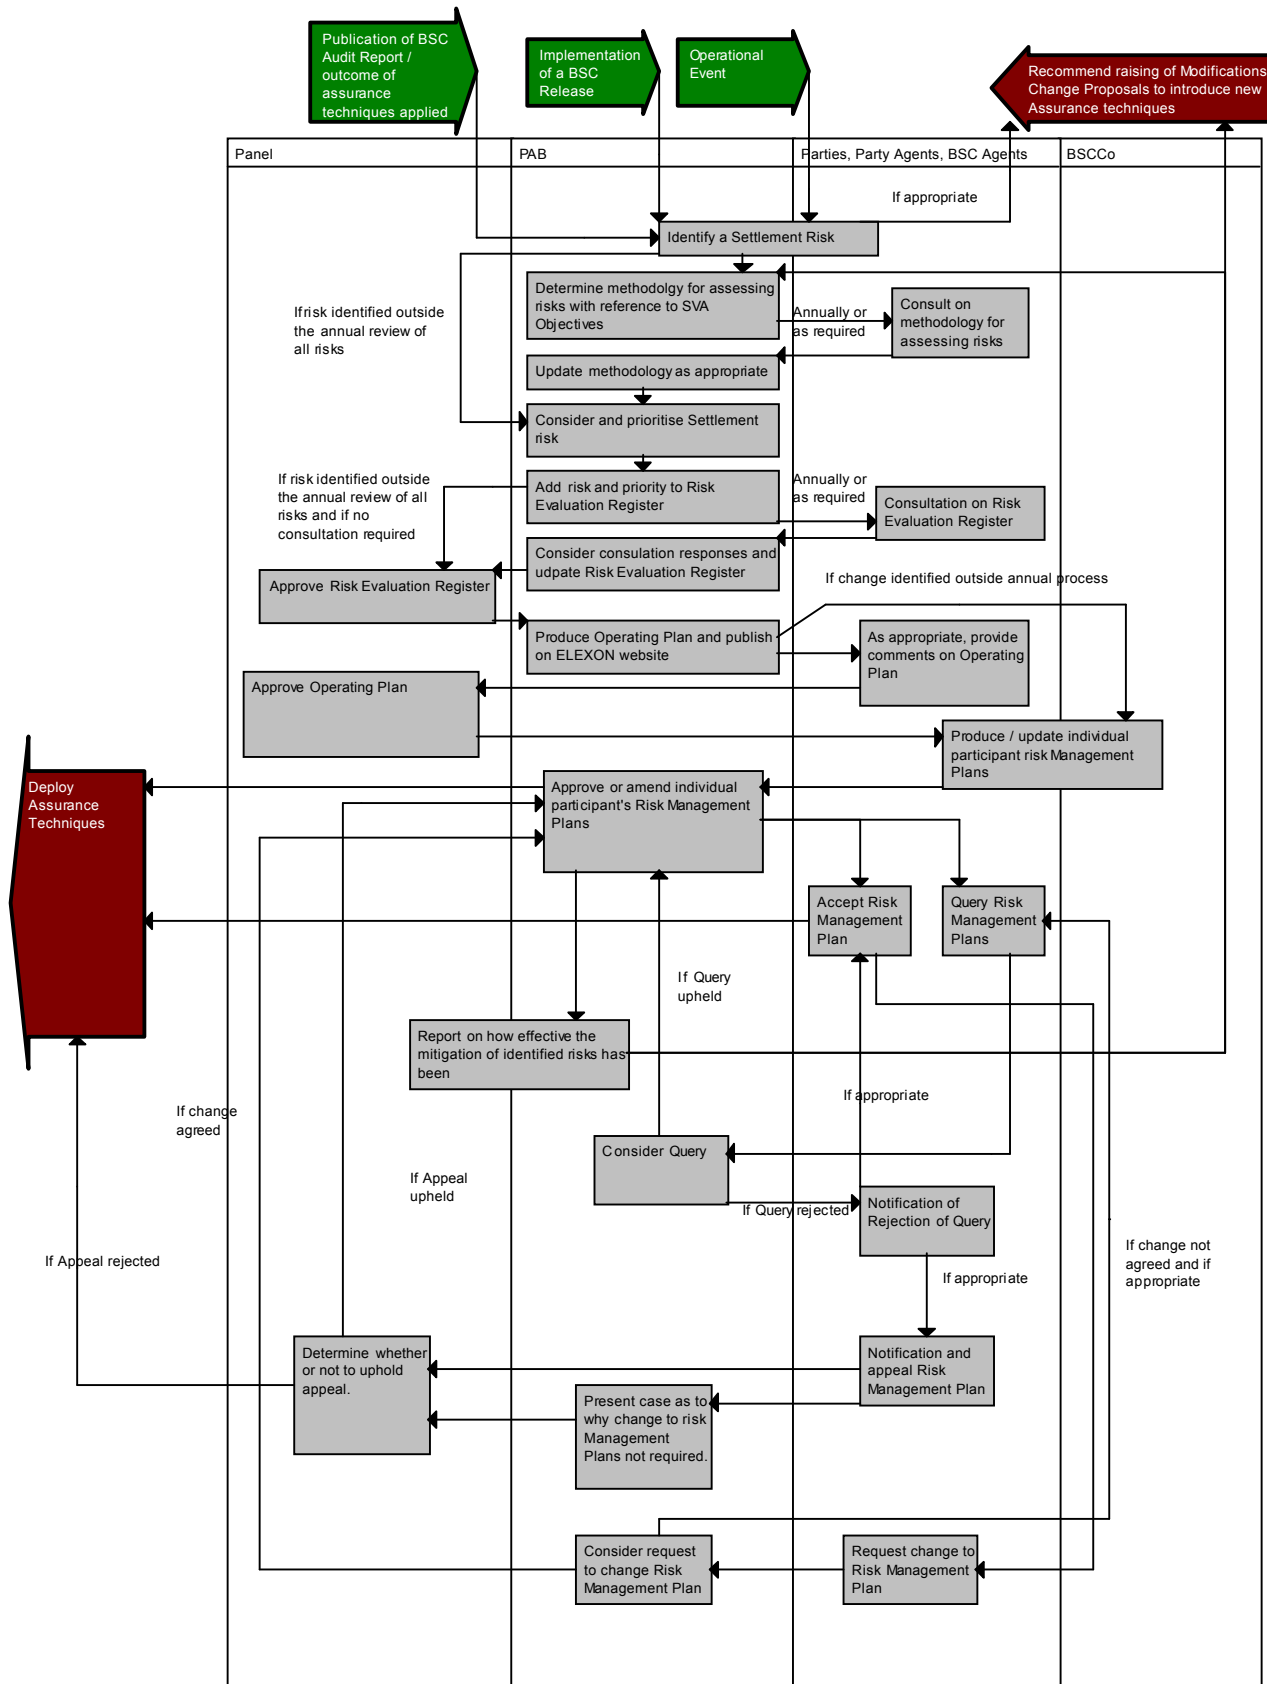 Publication of BSC
Audit Report /
outcome of
assurance
techniques applied
Implementation
of a BSC
Release
Operational
Event
Recommend raising of Modifications
Change Proposals to introduce new
Assurance techniques
Panel
PAB
Parties, Party Agents, BSC Agents
BSCCo
If appropriate
Identify a Settlement Risk
If risk identified outside
the annual review of
all risks
Determine methodolgy for assessing
risks with reference to SVA
Objectives
Annually or
as required
Consult on
methodology for
assessing risks
Update methodology as appropriate
Consider and prioritise Settlement
risk
If risk identified outside
the annual review of all
risks and if no
consultation required
Add risk and priority to Risk
Evaluation Register
Annually or
as required
Consultation on Risk
Evaluation Register
Consider consulation responses and
udpate Risk Evaluation Register
Approve Risk Evaluation Register
If change identified outside annual process
Produce Operating Plan and publish
on ELEXON website
As appropriate, provide
comments on Operating
Plan
Approve Operating Plan
Produce / update individual
participant risk Management
Plans
Deploy
Assurance
Techniques
Approve or amend individual
participant's Risk Management
Plans
Accept Risk
Management
Plan
Query Risk
Management
Plans
If Query
upheld
Report on how effective the
mitigation of identified risks has
been
If appropriate
If change
agreed
Consider Query
If Appeal
upheld
If Query rejected
Notification of
Rejection of Query
If Appeal rejected
If change not
agreed and if
appropriate
If appropriate
Determine whether
or not to uphold
appeal.
Notification and
appeal Risk
Management Plan
Present case as to
why change to risk
Management
Plans not required.
Consider request
to change Risk
Management Plan
Request change to
Risk Management
Plan